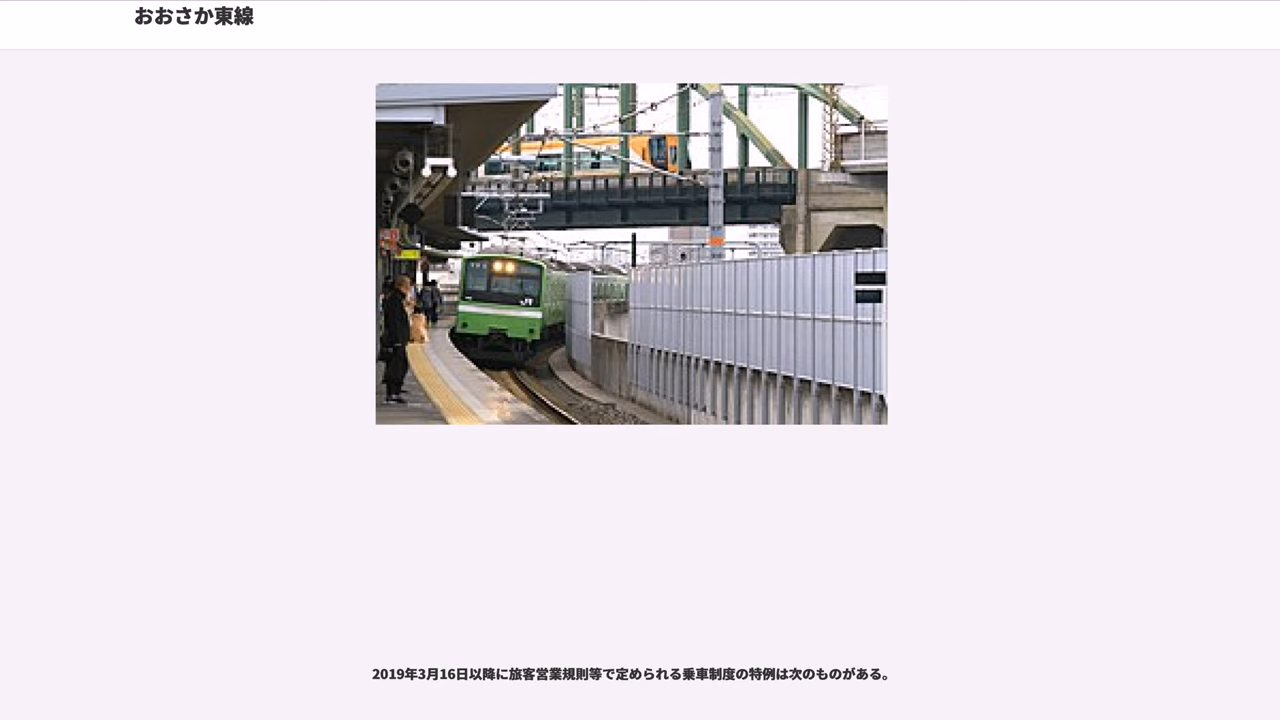 おおさか東線
JR
2019年3月16日以降に旅客営業規則等で定められる乗車制度の特例は次のものがある。